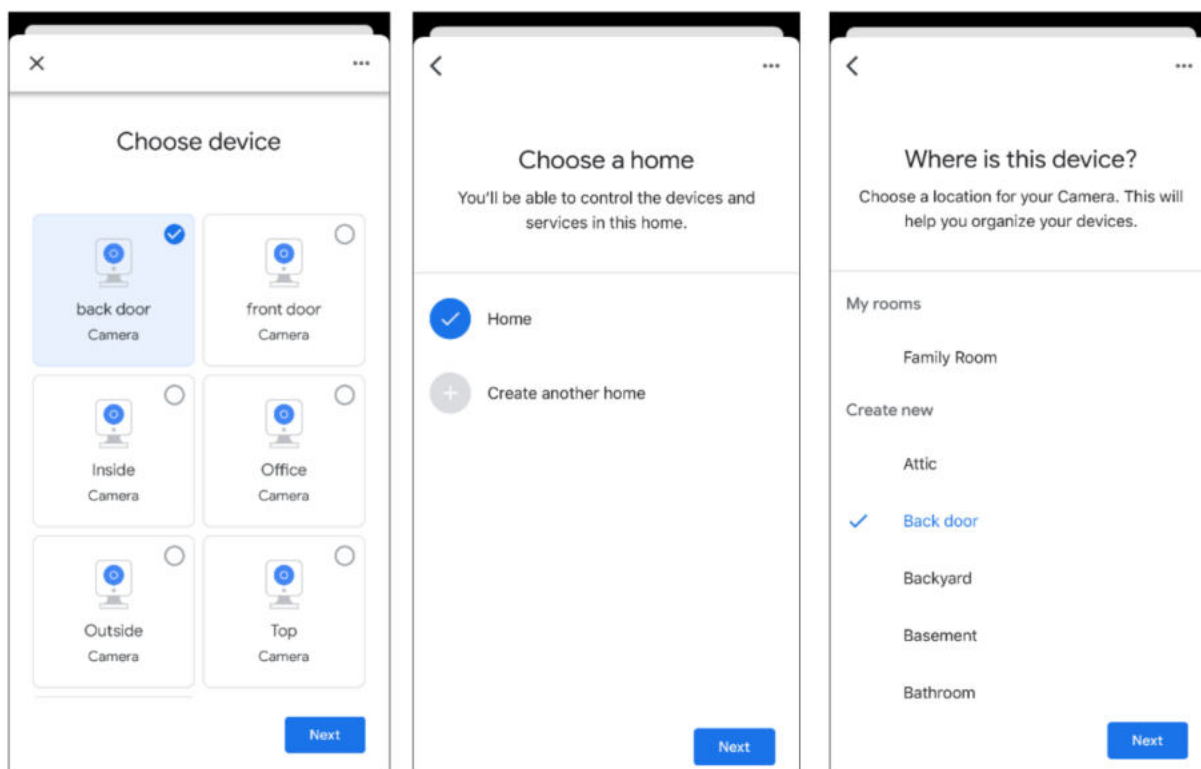 Choose device
back door
Camera
front door
Camera
Inside
Camera
Office
Camera
Outside
Camera
Top
Camera
Next
Choose a home
You'll be able to control the devices and
services in this home.
Home
Create another home
Next
Where is this device?
Choose a location for your Camera. This will
help you organize your devices.
My rooms
Family Room
Create new
Attic
Back door
Backyard
Basement
Bathroom
Next